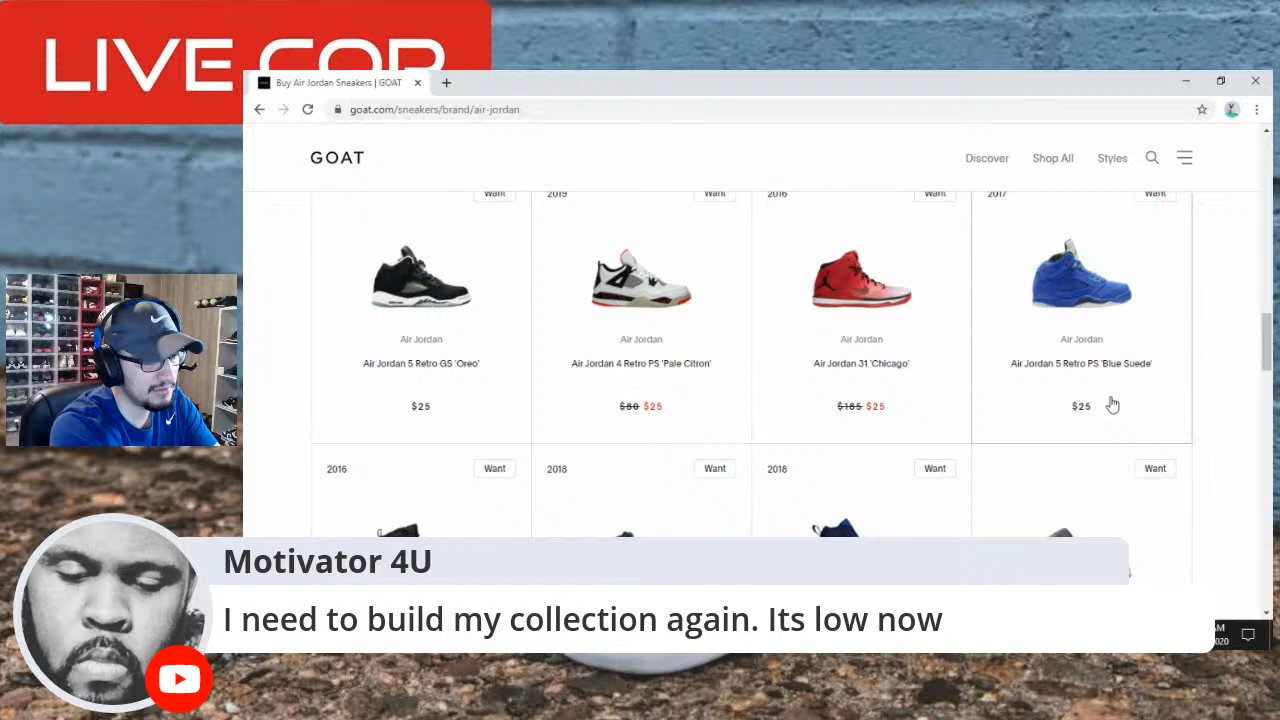 LIVE COP
Buy Air Jordan Sneakers | GOAT
goat.com/sneakers/brand/air-jordan
GOAT
Discover Shop All Styles
Want 2019 Want 2016 Want 2017 Want
Air Jordan Air Jordan Air Jordan Air Jordan
Air Jordan 5 Retro GS 'Oreo' Air Jordan 4 Retro PS 'Pale Citron' Air Jordan 31 'Chicago' Air Jordan 5 Retro PS 'Blue Suede'
$25 $80 $25 $185 $25 $25
2016 Want 2018 Want 2018 Want Want
Motivator 4U
I need to build my collection again. Its low now
AM
2020